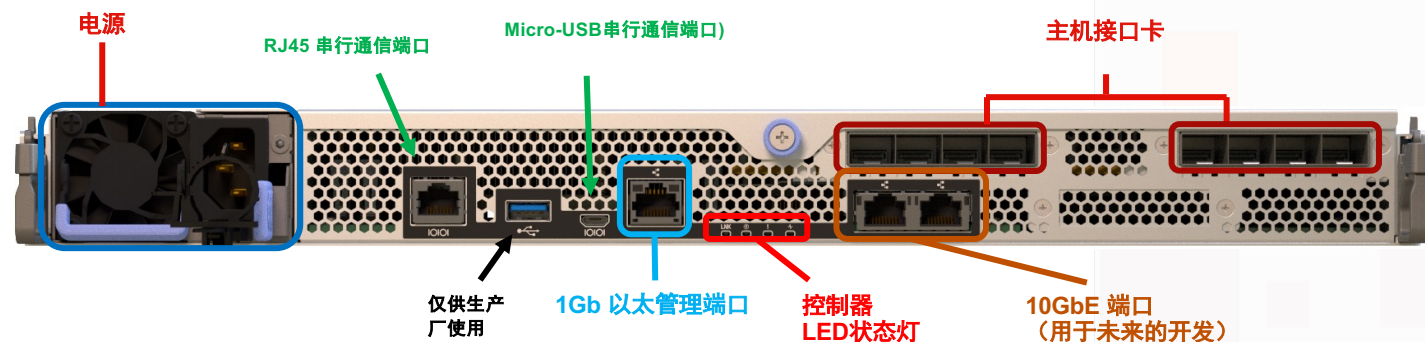 电源
RJ45 串行通信端口
Micro-USB串行通信端口)
主机接口卡
IOIOI
IOIOI
LNK
仅供生产
厂使用
1Gb 以太管理端口
控制器
LED状态灯
10GbE 端口
（用于未来的开发）